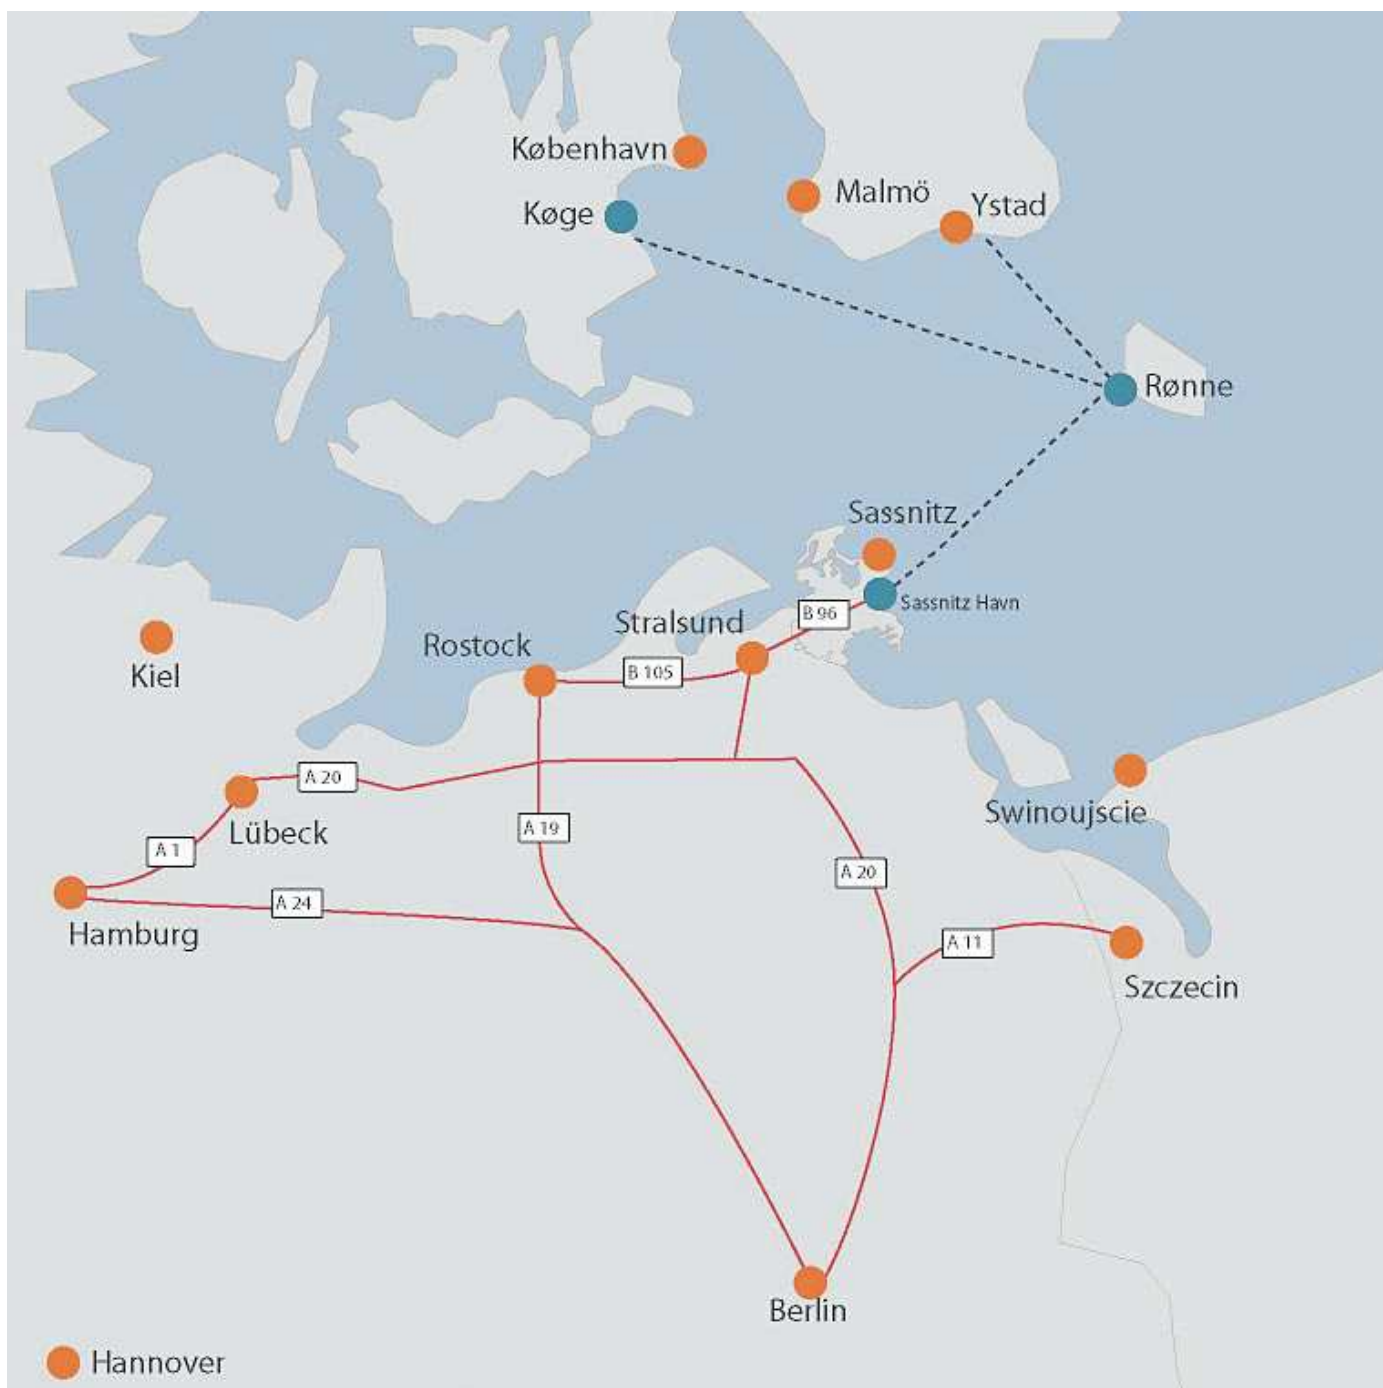 København
Malmö
Ystad
Køge
Rønne
Sassnitz
Sassnitz Havn
B 96
Stralsund
Rostock
B 105
Kiel
A 20
Swinoujscie
Lübeck
A 19
A 1
A 20
Hamburg
A 24
A 11
Szczecin
Berlin
Hannover